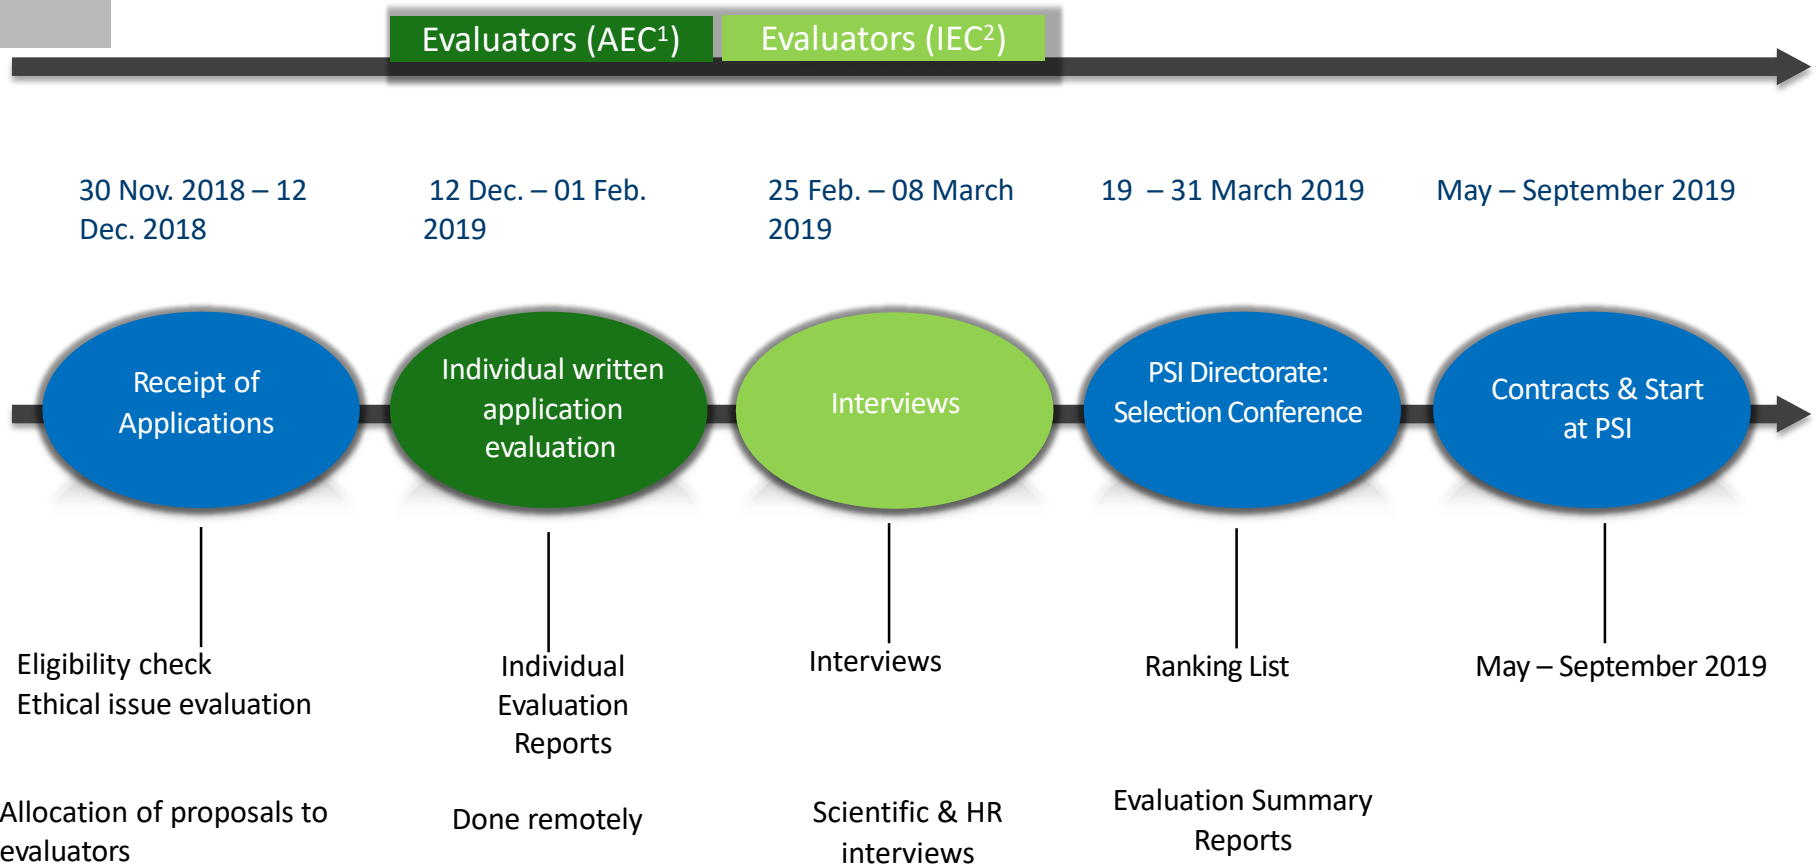 Evaluators (AEC¹)
Evaluators (IEC²)
30 Nov. 2018 – 12
Dec. 2018
12 Dec. – 01 Feb.
2019
25 Feb. – 08 March
2019
19 – 31 March 2019
May – September 2019
Receipt of
Applications
Individual written
application
evaluation
Interviews
PSI Directorate:
Selection Conference
Contracts & Start
at PSI
Eligibility check
Ethical issue evaluation
Allocation of proposals to
evaluators
Individual
Evaluation
Reports
Done remotely
Interviews
Scientific & HR
interviews
Ranking List
Evaluation Summary
Reports
May – September 2019